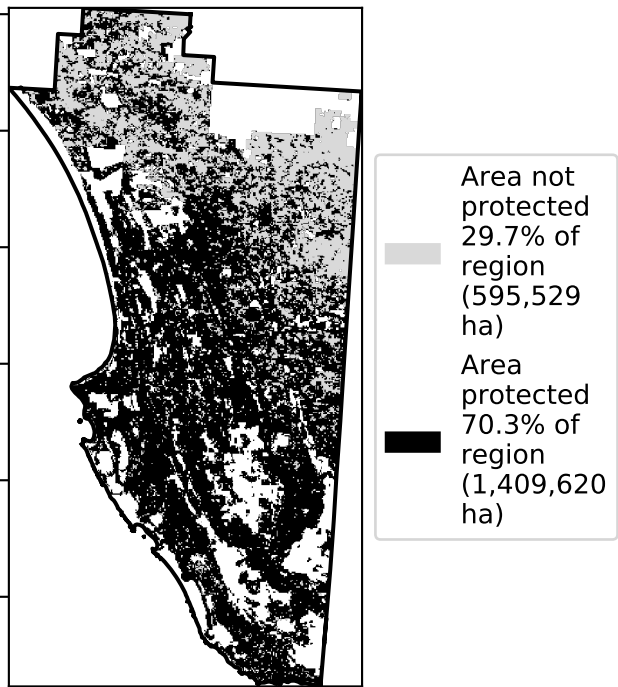 Area not
protected
29.7% of
region
(595,529
ha)
Area
protected
70.3% of
region
(1,409,620
ha)